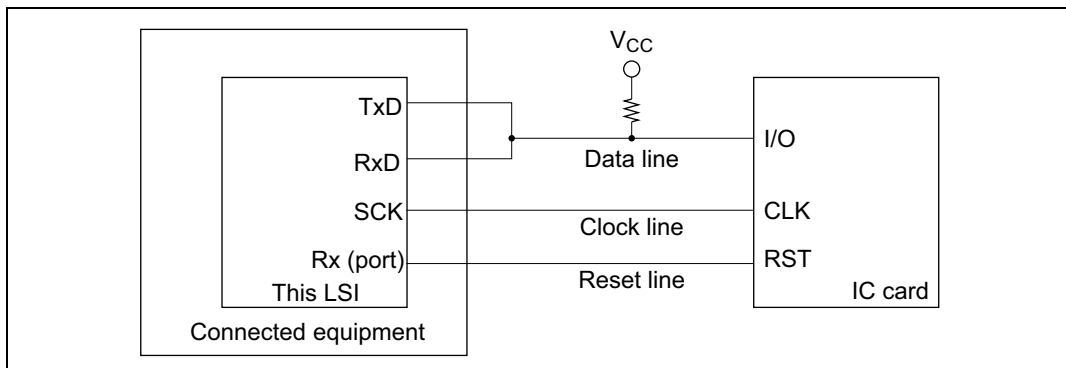 VCC
TxD
RxD
SCK
Rx (port)
This LSI
Connected equipment
Data line
Clock line
Reset line
I/O
CLK
RST
IC card